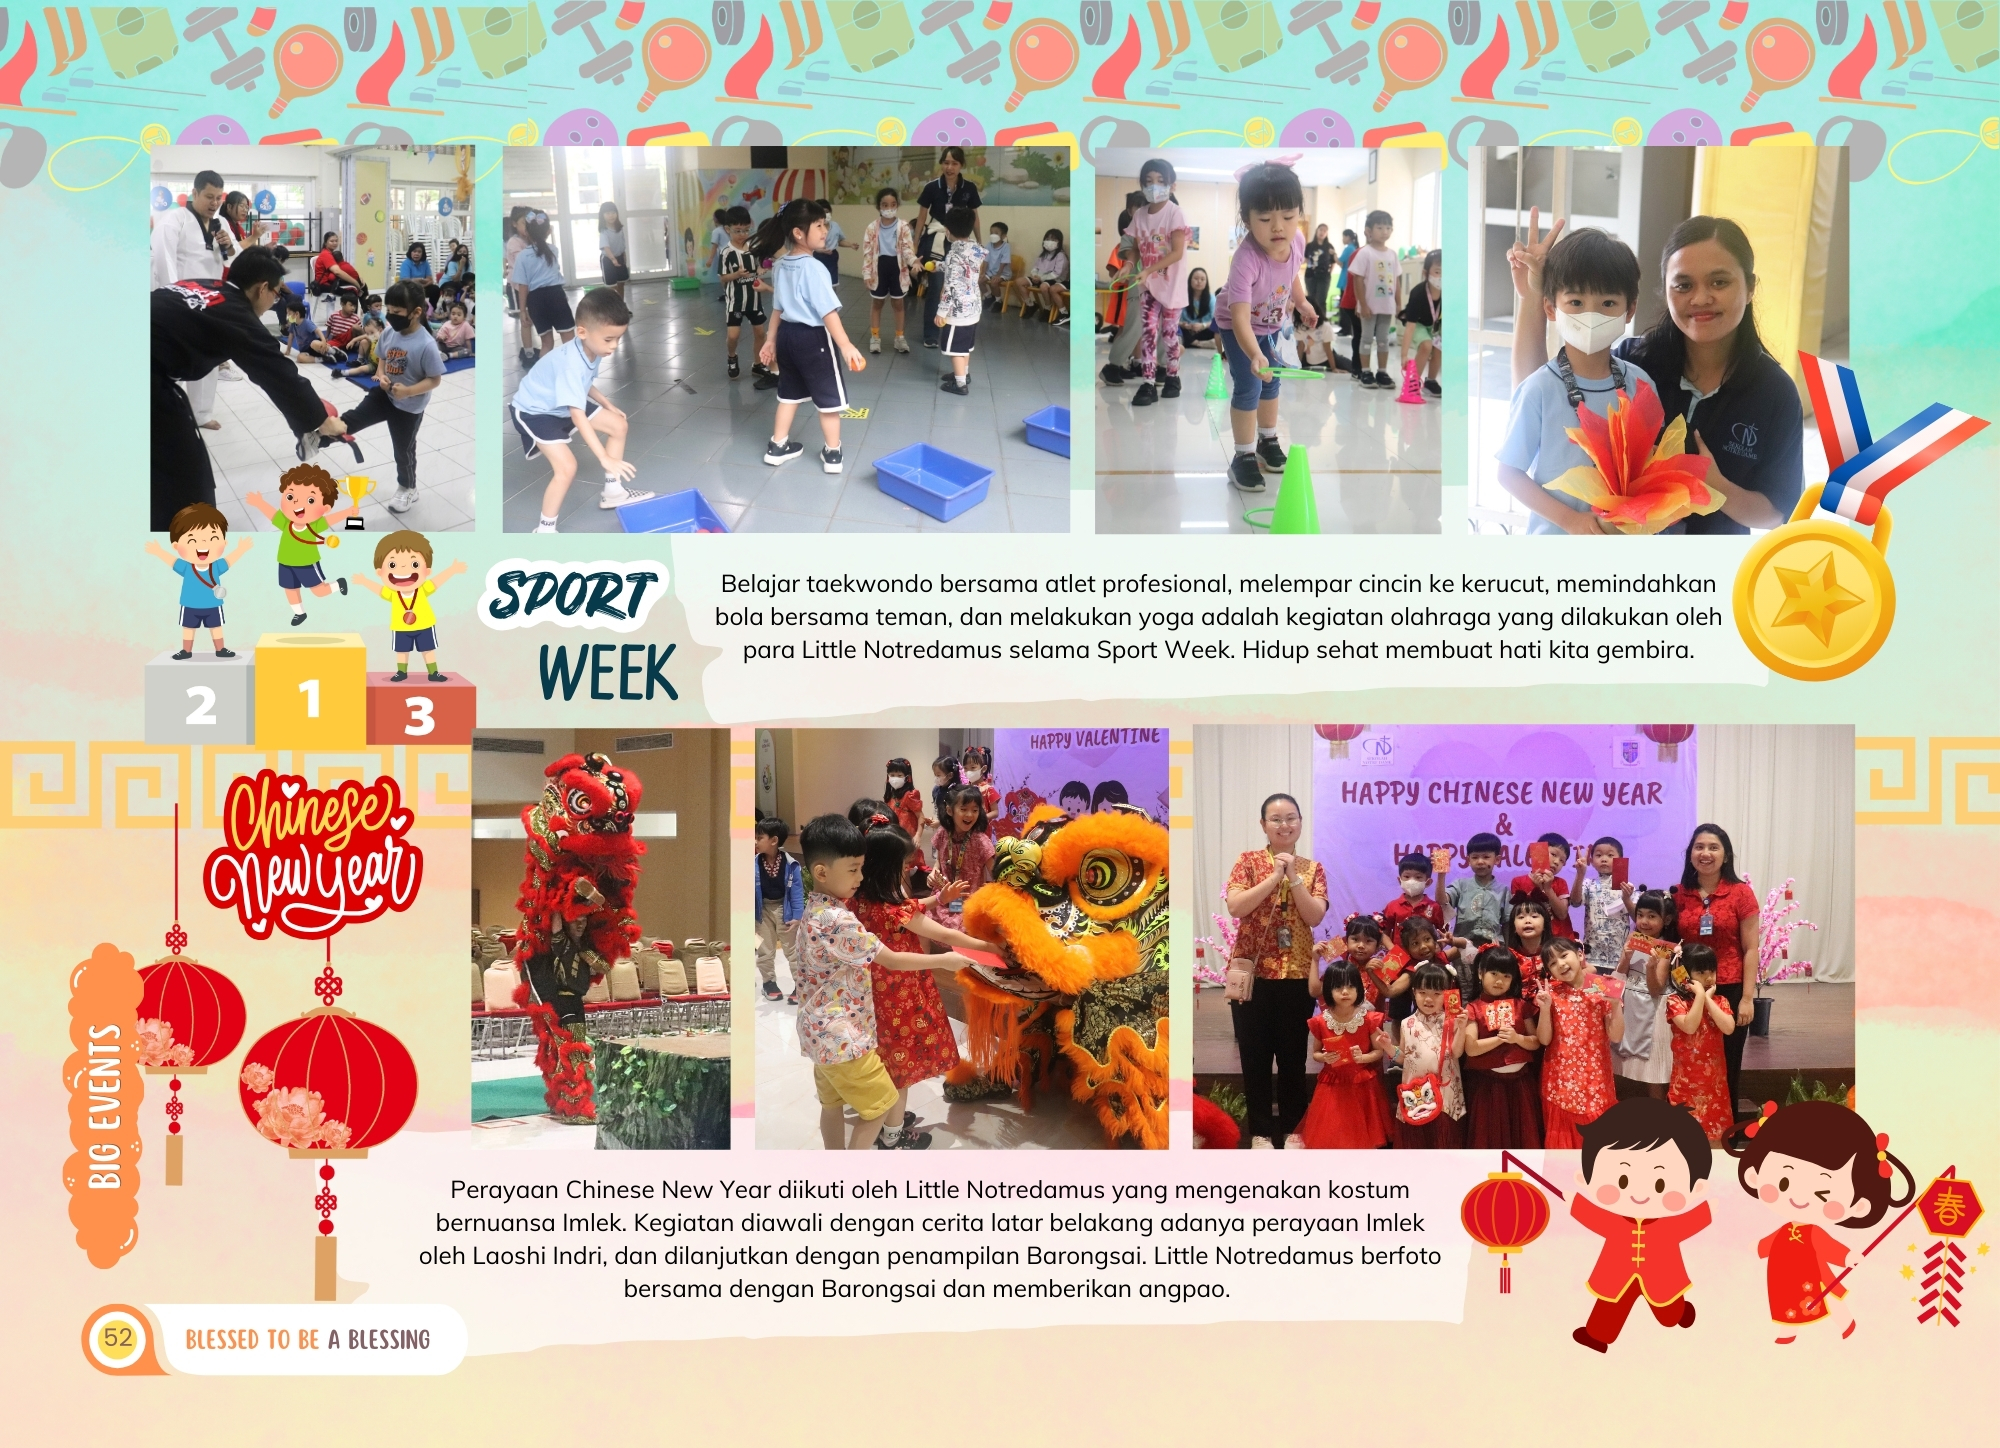 SPORT
WEEK
Belajar taekwondo bersama atlet profesional, melempar cincin ke kerucut, memindahkan
bola bersama teman, dan melakukan yoga adalah kegiatan olahraga yang dilakukan oleh
para Little Notredamus selama Sport Week. Hidup sehat membuat hati kita gembira.
2
1
3
Chinese
New Year
HAPPY VALENTINE
HAPPY CHINESE NEW YEAR
&
HAPPY
BIG EVENTS
春
Perayaan Chinese New Year diikuti oleh Little Notredamus yang mengenakan kostum
bernuansa Imlek. Kegiatan diawali dengan cerita latar belakang adanya perayaan Imlek
oleh Laoshi Indri, dan dilanjutkan dengan penampilan Barongsai. Little Notredamus berfoto
bersama dengan Barongsai dan memberikan angpao.
52
BLESSED TO BE A BLESSING